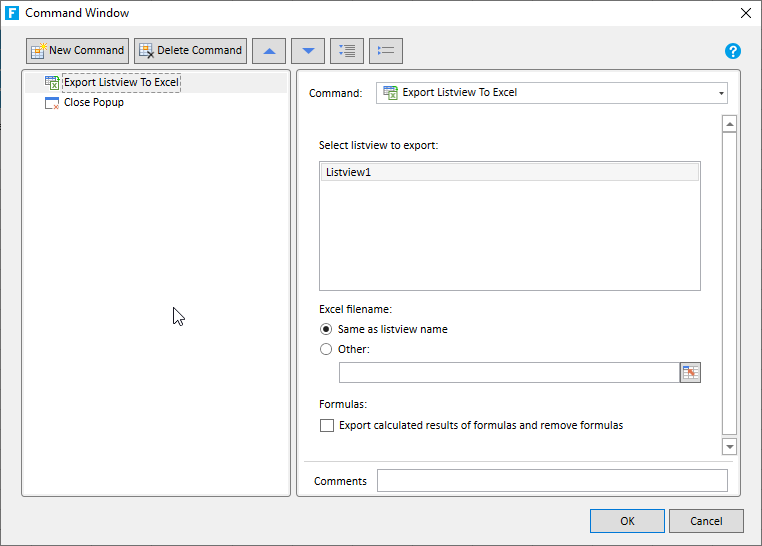 F Command Window
New Command Delete Command ?
Export Listview To Excel
Close Popup
Command: Export Listview To Excel
Select listview to export:
Listview1
Excel filename:
Same as listview name
Other:
Formulas:
Export calculated results of formulas and remove formulas
Comments
OK Cancel